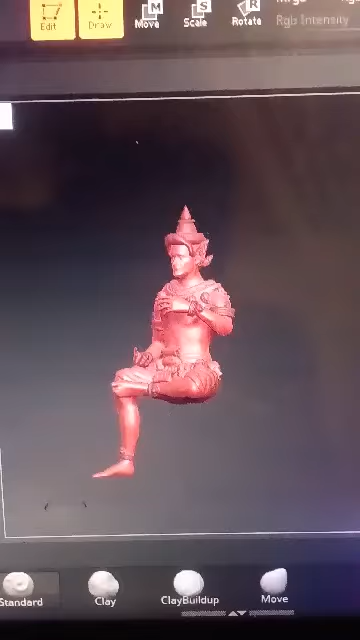 Edit
Draw
Move
Scale
Rotate
Rgb Intensity
M
S
R
Standard
Clay
ClayBuildup
Move